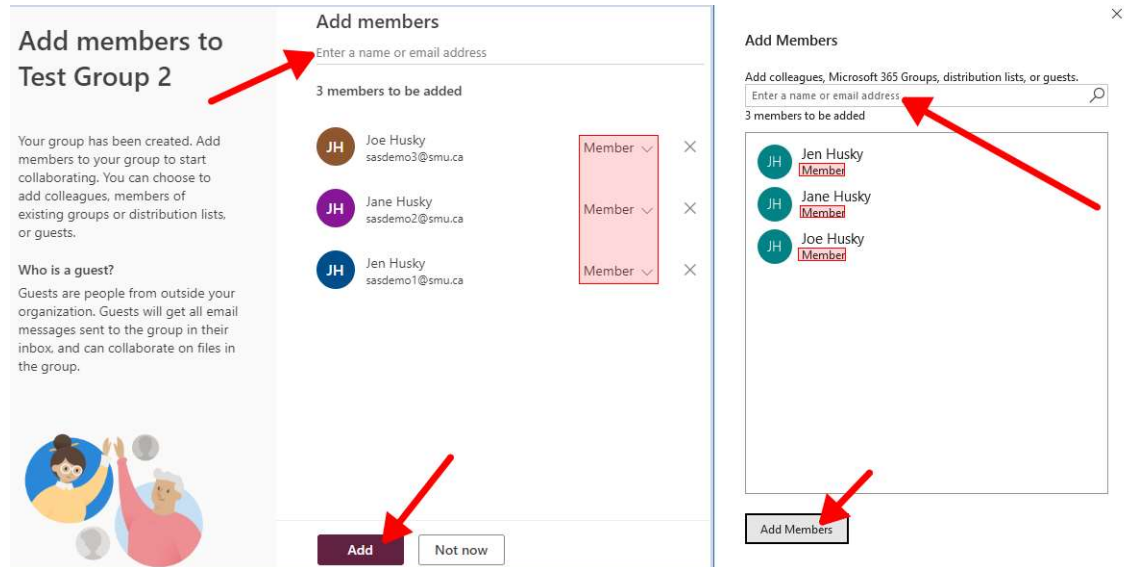 Add members to
Test Group 2
Your group has been created. Add
members to your group to start
collaborating. You can choose to
add colleagues, members of
existing groups or distribution lists,
or guests.
Who is a guest?
Guests are people from outside your
organization. Guests will get all email
messages sent to the group in their
inbox, and can collaborate on files in
the group.
Add members
Enter a name or email address
3 members to be added
JH
Joe Husky
sasdemo3@smu.ca
Member
JH
Jane Husky
sasdemo2@smu.ca
Member
JH
Jen Husky
sasdemo1@smu.ca
Member
Add
Not now
Add Members
Add colleagues, Microsoft 365 Groups, distribution lists, or guests.
Enter a name or email address
3 members to be added
JH
Jen Husky
Member
JH
Jane Husky
Member
JH
Joe Husky
Member
Add Members